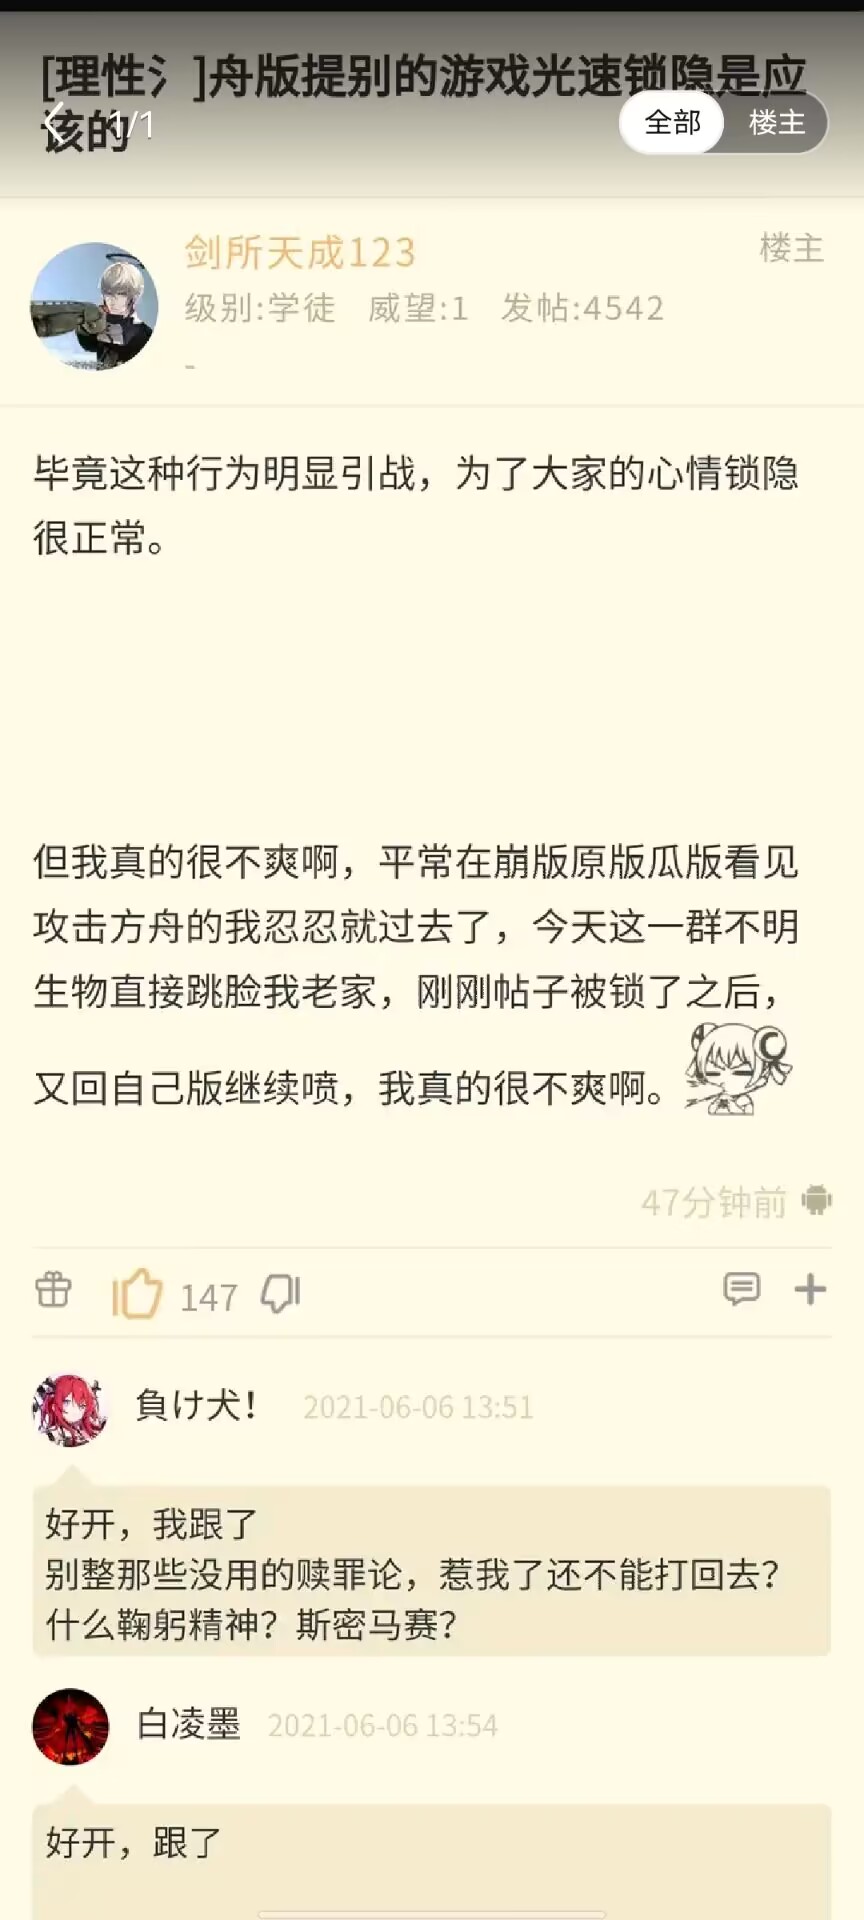 [理性氵]舟版提别的游戏光速锁隐是应
该的
1/1
全部 楼主
剑所天成123
楼主
级别:学徒 威望:1 发帖:4542
-
毕竟这种行为明显引战，为了大家的心情锁隐
很正常。
但我真的很不爽啊，平常在崩版原版瓜版看见
攻击方舟的我忍忍就过去了，今天这一群不明
生物直接跳脸我老家，刚刚帖子被锁了之后，
又回自己版继续喷，我真的很不爽啊。
47分钟前
147
負け犬！ 2021-06-06 13:51
好开，我跟了
别整那些没用的赎罪论，惹我了还不能打回去？
什么鞠躬精神？斯密马赛？
白凌墨 2021-06-06 13:54
好开，跟了